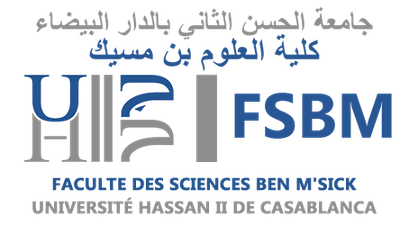 جامعة الحسن الثاني بالدار البيضاء
كلية العلوم بن مسيك
UH ح ح FSBM
FACULTE DES SCIENCES BEN M'SICK
UNIVERSITÉ HASSAN II DE CASABLANCA